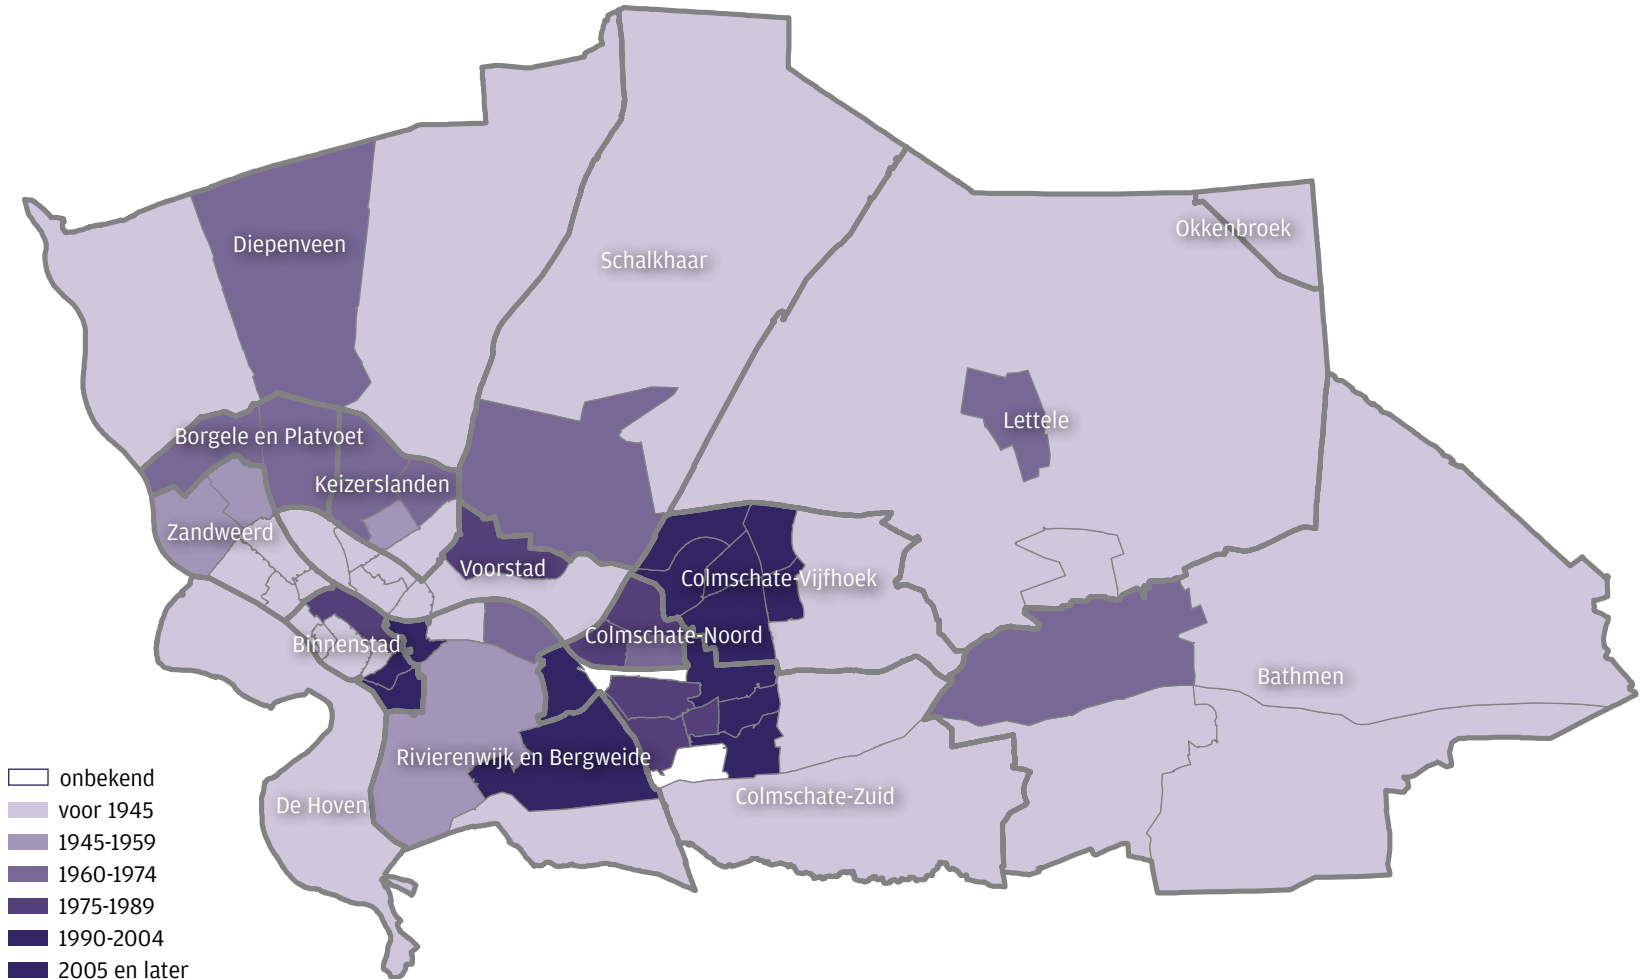 Okkenbroek
Diepenveen
Schalkhaar
Lettele
Borgele en Platvoet
Keizerslanden
Zandweerd
Voorstad
Colmschate-Vijfhoek
Colmschate-Noord
Binnenstad
Bathmen
Rivierenwijk en Bergweide
Colmschate-Zuid
De Hoven
onbekend
voor 1945
1945-1959
1960-1974
1975-1989
1990-2004
2005 en later